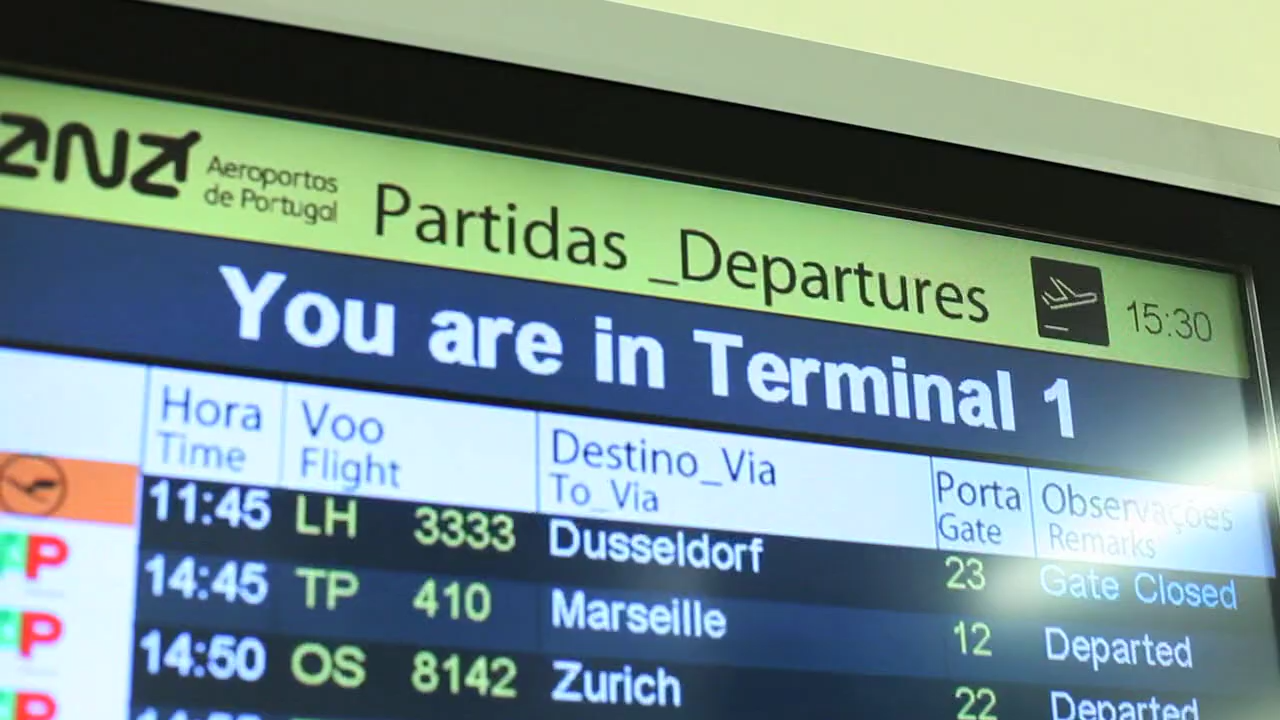 ANA Aeroportos
de Portugal
Partidas _Departures 15:30
You are in Terminal 1
Hora Voo Destino_Via Porta Observações
Time Flight To_Via Gate Remarks
11:45 LH 3333 Dusseldorf 23 Gate Closed
14:45 TP 410 Marseille 12 Departed
14:50 OS 8142 Zurich 22 Departed